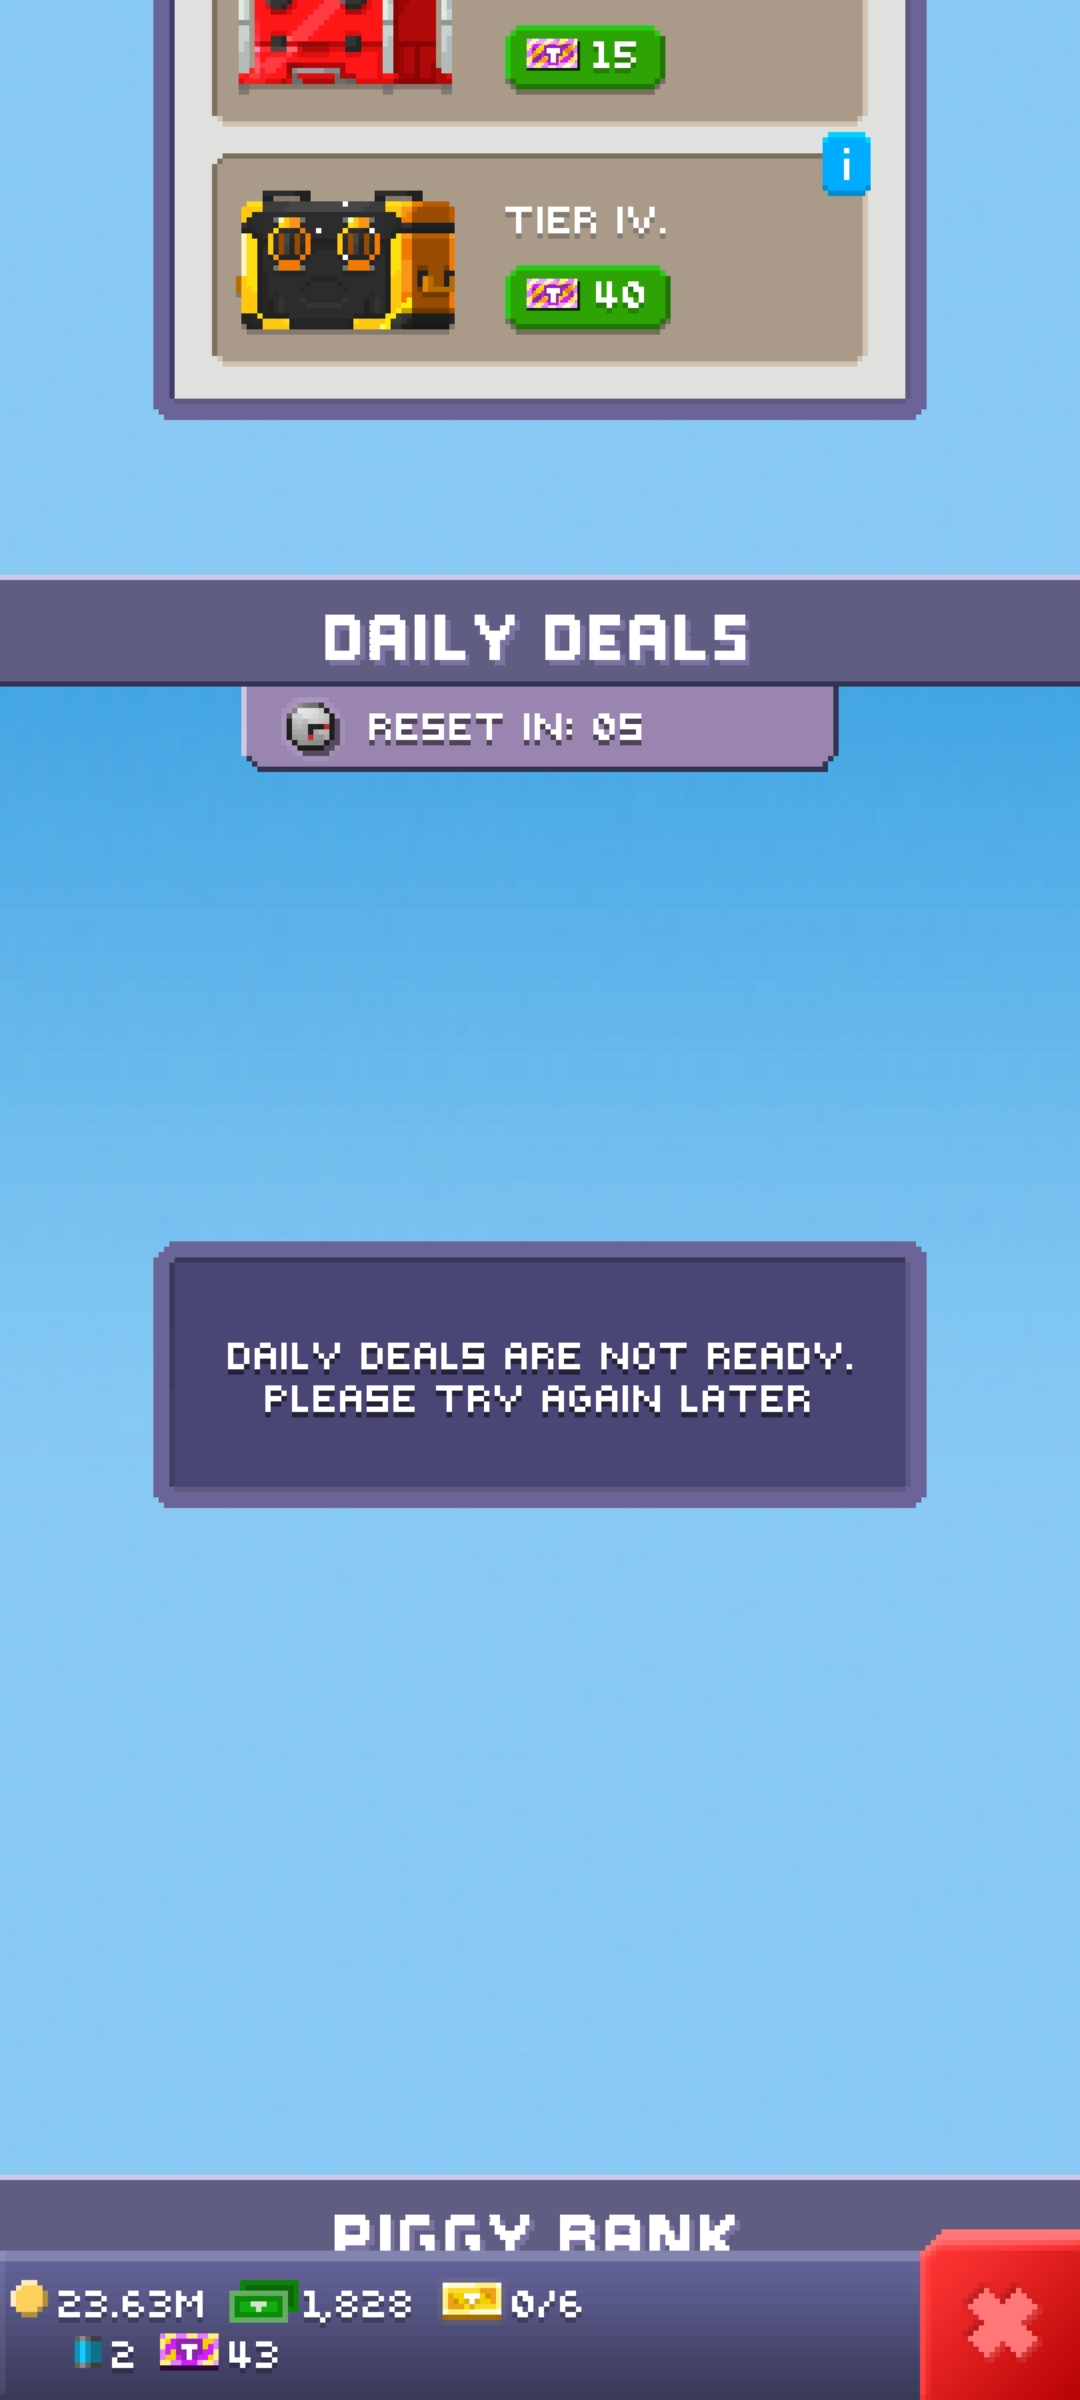 15
i
TIER IV.
40
DAILY DEALS
RESET IN: 05
DAILY DEALS ARE NOT READY.
PLEASE TRY AGAIN LATER
PIGGY BANK
23.63M 1,828 0/6
2 43